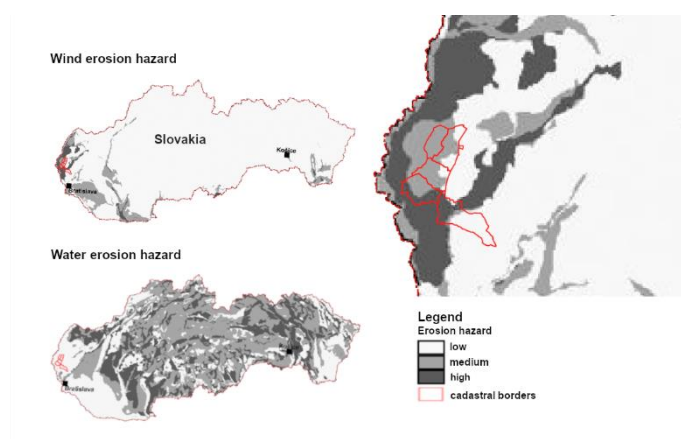 Wind erosion hazard
Slovakia
Košice
Bratislava
Water erosion hazard
Bratislava
Legend
Erosion hazard
low
medium
high
cadastral borders